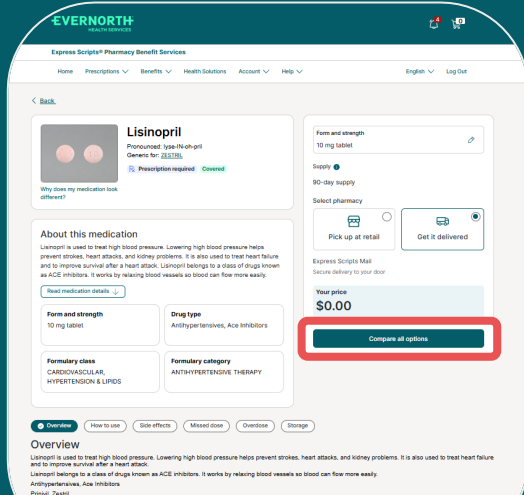 EVERNORTH
HEALTH SERVICES
4
0
Express Scripts® Pharmacy Benefit Services
Home Prescriptions Benefits Health Solutions Account Help English Log Out
Back
Lisinopril
Pronounced: lyse-IN-oh-pril
Generic for: ZESTRIL
Prescription required Covered
Why does my medication look
different?
Form and strength
10 mg tablet
Supply
90-day supply
Select pharmacy
Pick up at retail
Get it delivered
Express Scripts Mail
Secure delivery to your door
Your price
$0.00
Compare all options
About this medication
Lisinopril is used to treat high blood pressure. Lowering high blood pressure helps
prevent strokes, heart attacks, and kidney problems. It is also used to treat heart failure
and to improve survival after a heart attack. Lisinopril belongs to a class of drugs known
as ACE inhibitors. It works by relaxing blood vessels so blood can flow more easily.
Read medication details
Form and strength
10 mg tablet
Drug type
Antihypertensives, Ace Inhibitors
Formulary class
CARDIOVASCULAR,
HYPERTENSION & LIPIDS
Formulary category
ANTIHYPERTENSIVE THERAPY
Overview How to use Side effects Missed dose Overdose Storage
Overview
Lisinopril is used to treat high blood pressure. Lowering high blood pressure helps prevent strokes, heart attacks, and kidney problems. It is also used to treat heart failure
and to improve survival after a heart attack.
Lisinopril belongs to a class of drugs known as ACE inhibitors. It works by relaxing blood vessels so blood can flow more easily.
Antihypertensives, Ace Inhibitors
Prinivil, Zestril